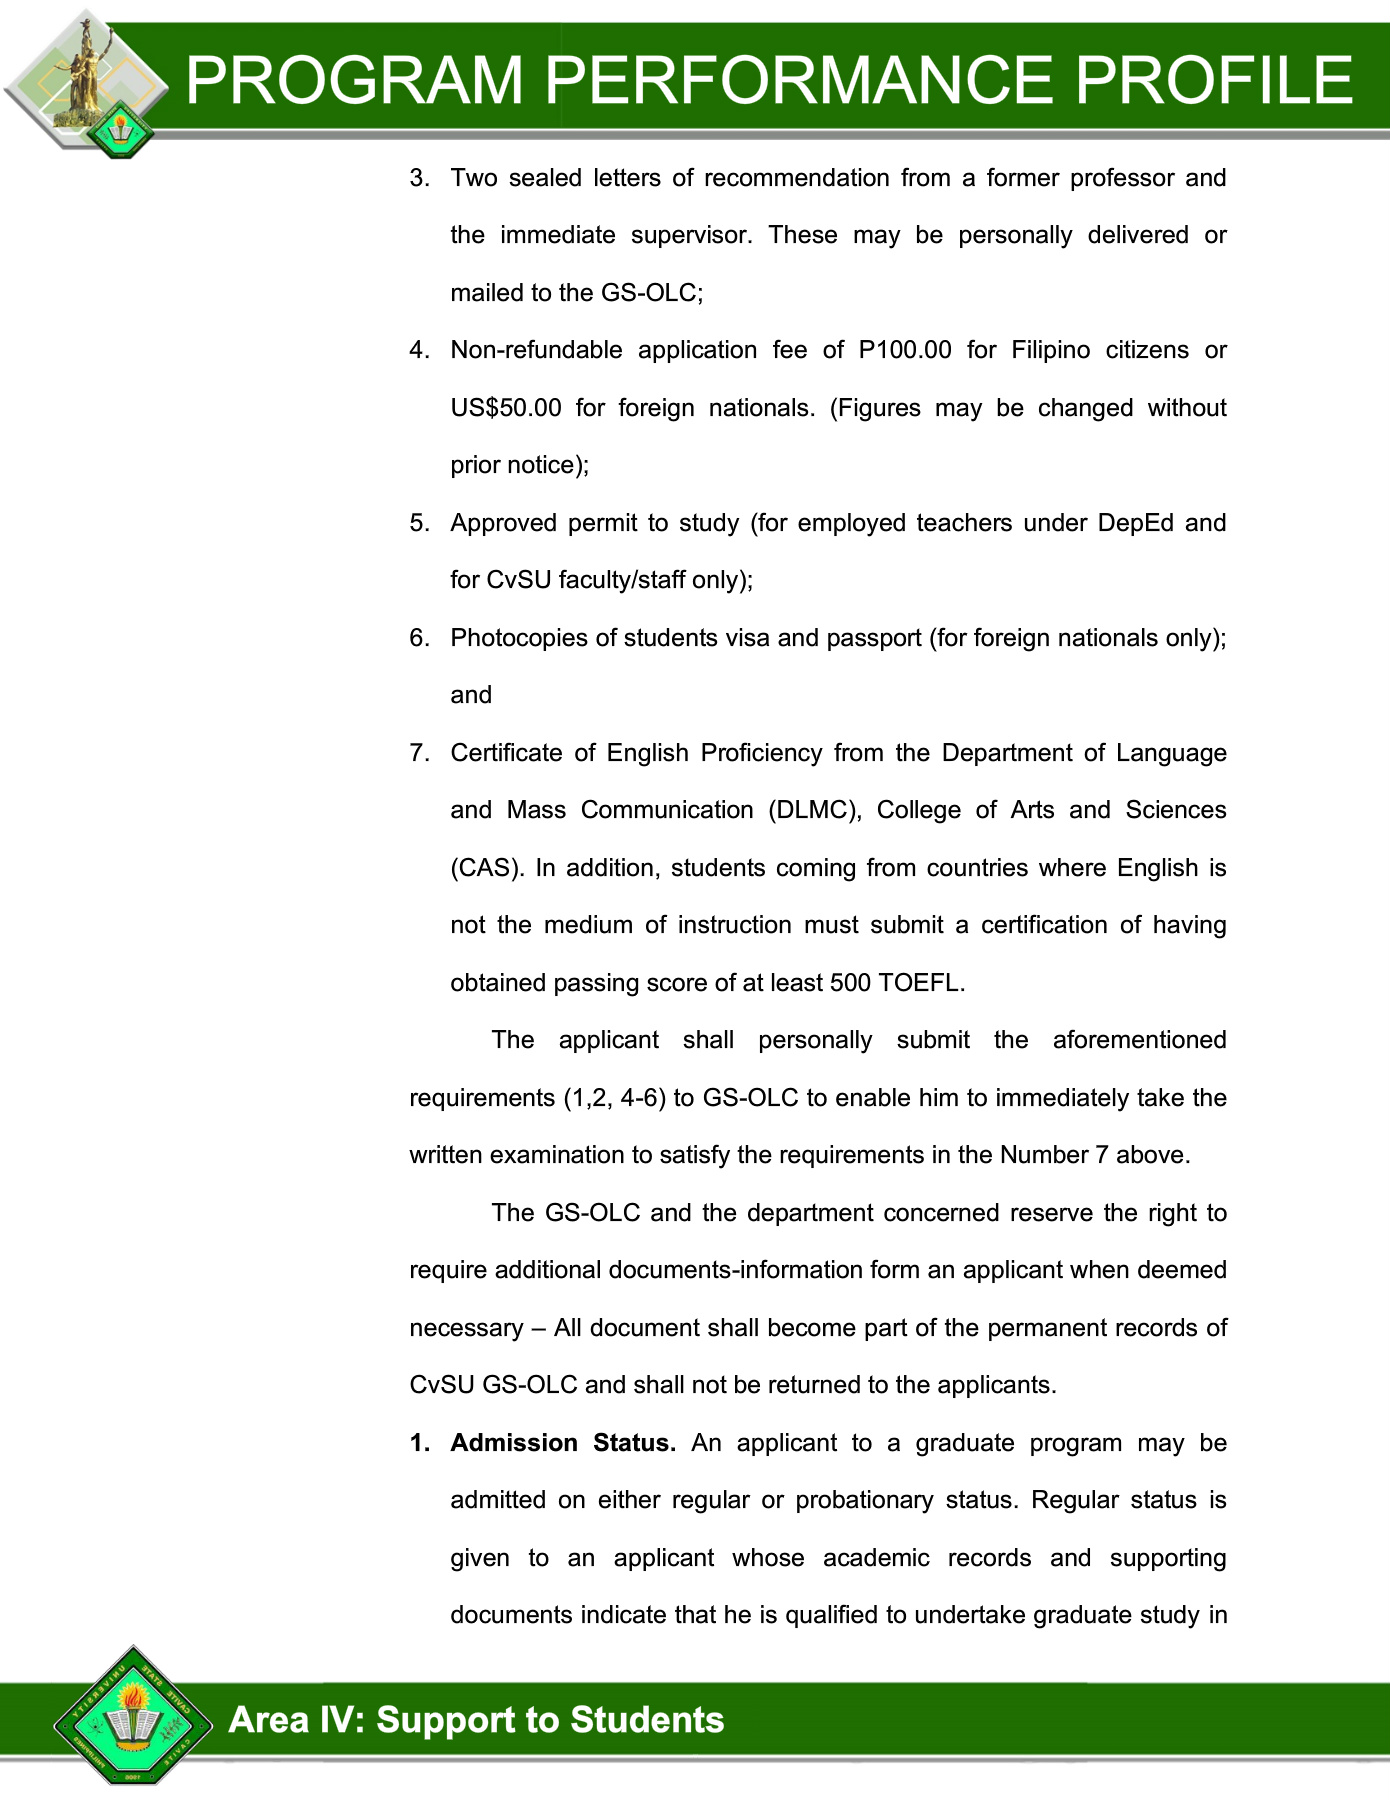 PROGRAM PERFORMANCE PROFILE
3. Two sealed letters of recommendation from a former professor and
the immediate supervisor. These may be personally delivered or
mailed to the GS-OLC;
4. Non-refundable application fee of P100.00 for Filipino citizens or
US$50.00 for foreign nationals. (Figures may be changed without
prior notice);
5. Approved permit to study (for employed teachers under DepEd and
for CvSU faculty/staff only);
6. Photocopies of students visa and passport (for foreign nationals only);
and
7. Certificate of English Proficiency from the Department of Language
and Mass Communication (DLMC), College of Arts and Sciences
(CAS). In addition, students coming from countries where English is
not the medium of instruction must submit a certification of having
obtained passing score of at least 500 TOEFL.
The applicant shall personally submit the aforementioned
requirements (1,2, 4-6) to GS-OLC to enable him to immediately take the
written examination to satisfy the requirements in the Number 7 above.
The GS-OLC and the department concerned reserve the right to
require additional documents-information form an applicant when deemed
necessary – All document shall become part of the permanent records of
CvSU GS-OLC and shall not be returned to the applicants.
1. Admission Status. An applicant to a graduate program may be
admitted on either regular or probationary status. Regular status is
given to an applicant whose academic records and supporting
documents indicate that he is qualified to undertake graduate study in
CAVITE STATE UNIVERSITY
CAVITE
PHILIPPINES
Area IV: Support to Students